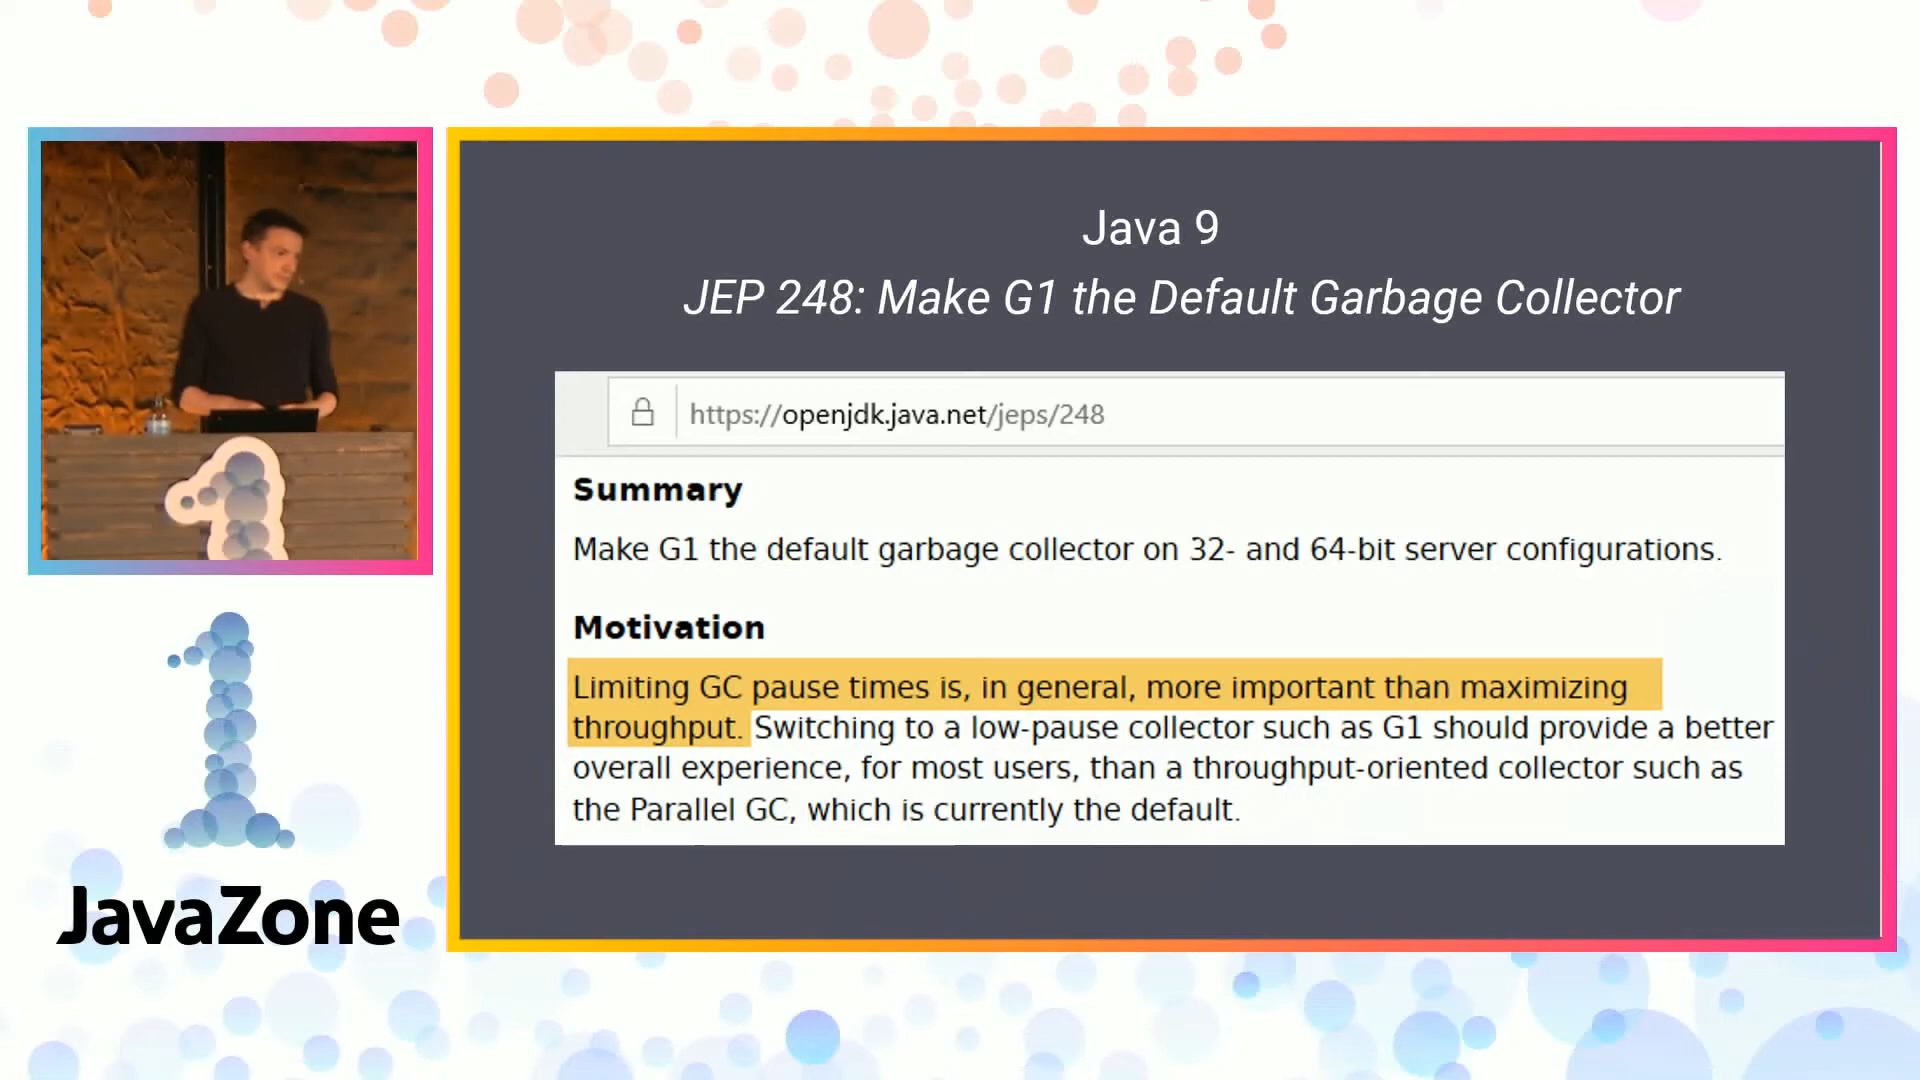 Java 9
JEP 248: Make G1 the Default Garbage Collector
https://openjdk.java.net/jeps/248
Summary
Make G1 the default garbage collector on 32- and 64-bit server configurations.
Motivation
Limiting GC pause times is, in general, more important than maximizing
throughput. Switching to a low-pause collector such as G1 should provide a better
overall experience, for most users, than a throughput-oriented collector such as
the Parallel GC, which is currently the default.
1
1
JavaZone